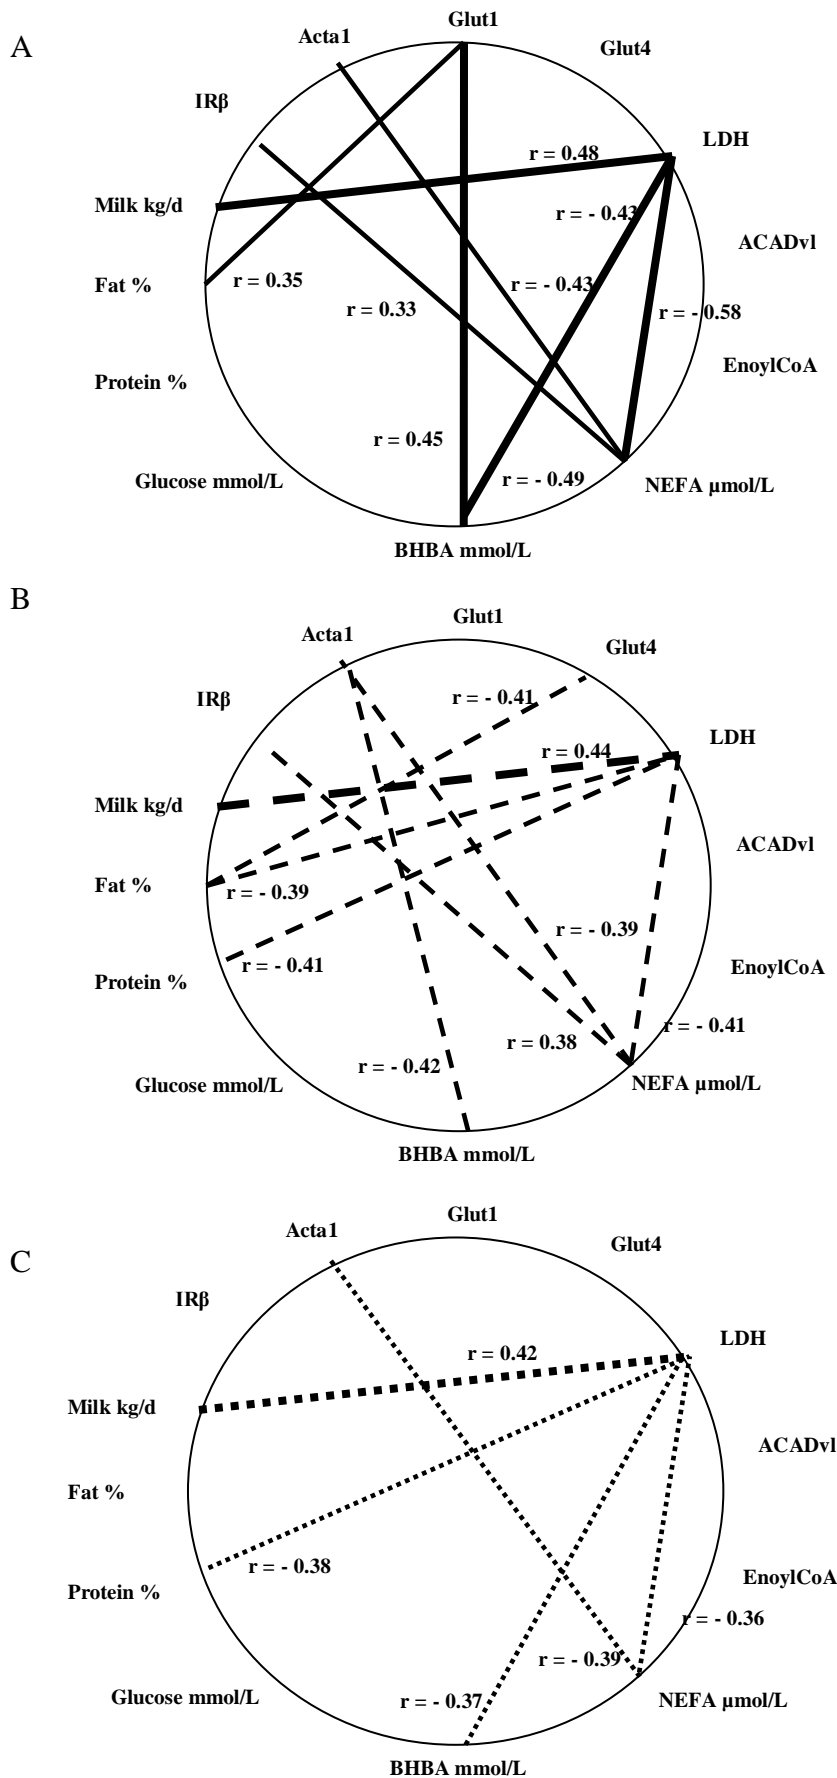 A
Glut1
Acta1
Glut4
IRβ
LDH
r = 0.48
Milk kg/d
r = - 0.43
ACADvl
Fat %
r = 0.35
r = - 0.43
r = 0.33
r = - 0.58
EnoylCoA
Protein %
r = 0.45
Glucose mmol/L
r = - 0.49
NEFA µmol/L
BHBA mmol/L
B
Glut1
Acta1
Glut4
IRβ
r = - 0.41
LDH
r = 0.44
Milk kg/d
ACADvl
Fat %
r = - 0.39
r = - 0.39
r = - 0.41
EnoylCoA
Protein %
r = - 0.41
r = 0.38
r = - 0.42
Glucose mmol/L
NEFA µmol/L
BHBA mmol/L
C
Glut1
Acta1
Glut4
IRβ
LDH
r = 0.42
Milk kg/d
ACADvl
Fat %
r = - 0.38
EnoylCoA
Protein %
r = - 0.36
r = - 0.39
Glucose mmol/L
r = - 0.37
NEFA µmol/L
BHBA mmol/L